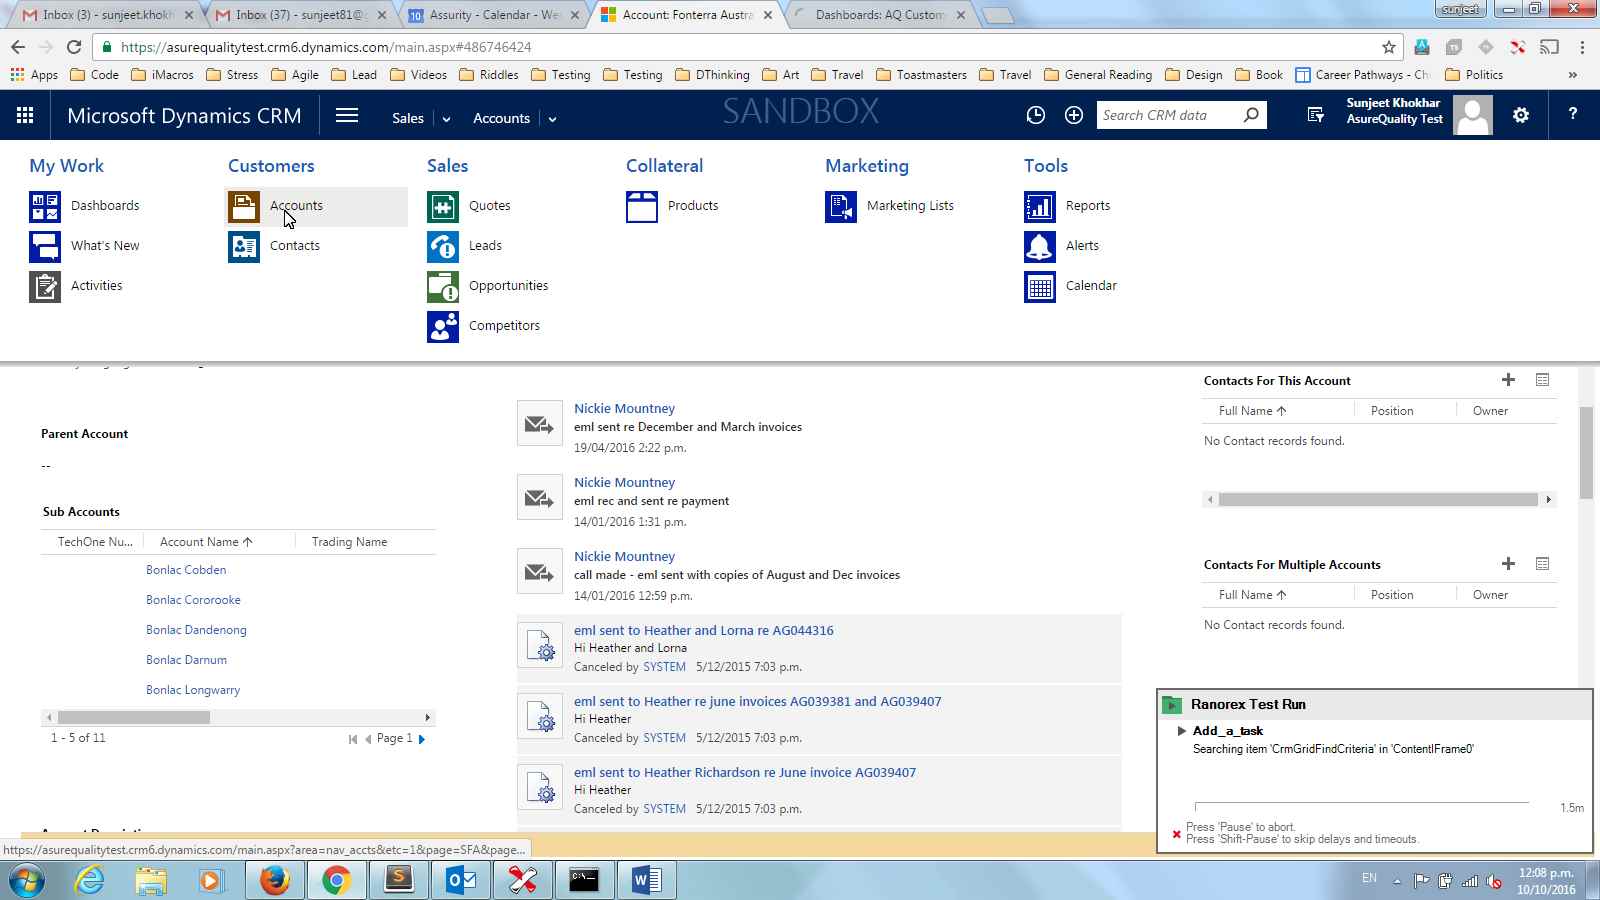 Inbox (3) - sunjeet.khokh
Inbox (37) - sunjeet81@g
10 Assurity - Calendar - Wee
Account: Fonterra Austra
Dashboards: AQ Custom
sunjeet
https://asurequalitytest.crm6.dynamics.com/main.aspx#486746424
Apps Code iMacros Stress Agile Lead Videos Riddles Testing Testing DThinking Art Travel Toastmasters Travel General Reading Design Book Career Pathways - Ch Politics »
Microsoft Dynamics CRM
Sales
Accounts
SANDBOX
Search CRM data
Sunjeet Khokhar
AsureQuality Test
?
My Work
Dashboards
What's New
Activities
Customers
Accounts
Contacts
Sales
Quotes
Leads
Opportunities
Competitors
Collateral
Products
Marketing
Marketing Lists
Tools
Reports
Alerts
Calendar
Parent Account
--
Sub Accounts
TechOne Nu... Account Name Trading Name
Bonlac Cobden
Bonlac Cororooke
Bonlac Dandenong
Bonlac Darnum
Bonlac Longwarry
1 - 5 of 11
Page 1
Nickie Mountney
eml sent re December and March invoices
19/04/2016 2:22 p.m.
Nickie Mountney
eml rec and sent re payment
14/01/2016 1:31 p.m.
Nickie Mountney
call made - eml sent with copies of August and Dec invoices
14/01/2016 12:59 p.m.
eml sent to Heather and Lorna re AG044316
Hi Heather and Lorna
Canceled by SYSTEM 5/12/2015 7:03 p.m.
eml sent to Heather re june invoices AG039381 and AG039407
Hi Heather
Canceled by SYSTEM 5/12/2015 7:03 p.m.
eml sent to Heather Richardson re June invoice AG039407
Hi Heather
Canceled by SYSTEM 5/12/2015 7:03 p.m.
Contacts For This Account
Full Name Position Owner
No Contact records found.
Contacts For Multiple Accounts
Full Name Position Owner
No Contact records found.
Ranorex Test Run
Add_a_task
Searching item 'CrmGridFindCriteria' in 'ContentIFrame0'
1.5m
Press 'Pause' to abort.
Press 'Shift-Pause' to skip delays and timeouts.
https://asurequalitytest.crm6.dynamics.com/main.aspx?area=nav_accts&etc=1&page=SFA&page...
EN
12:08 p.m.
10/10/2016